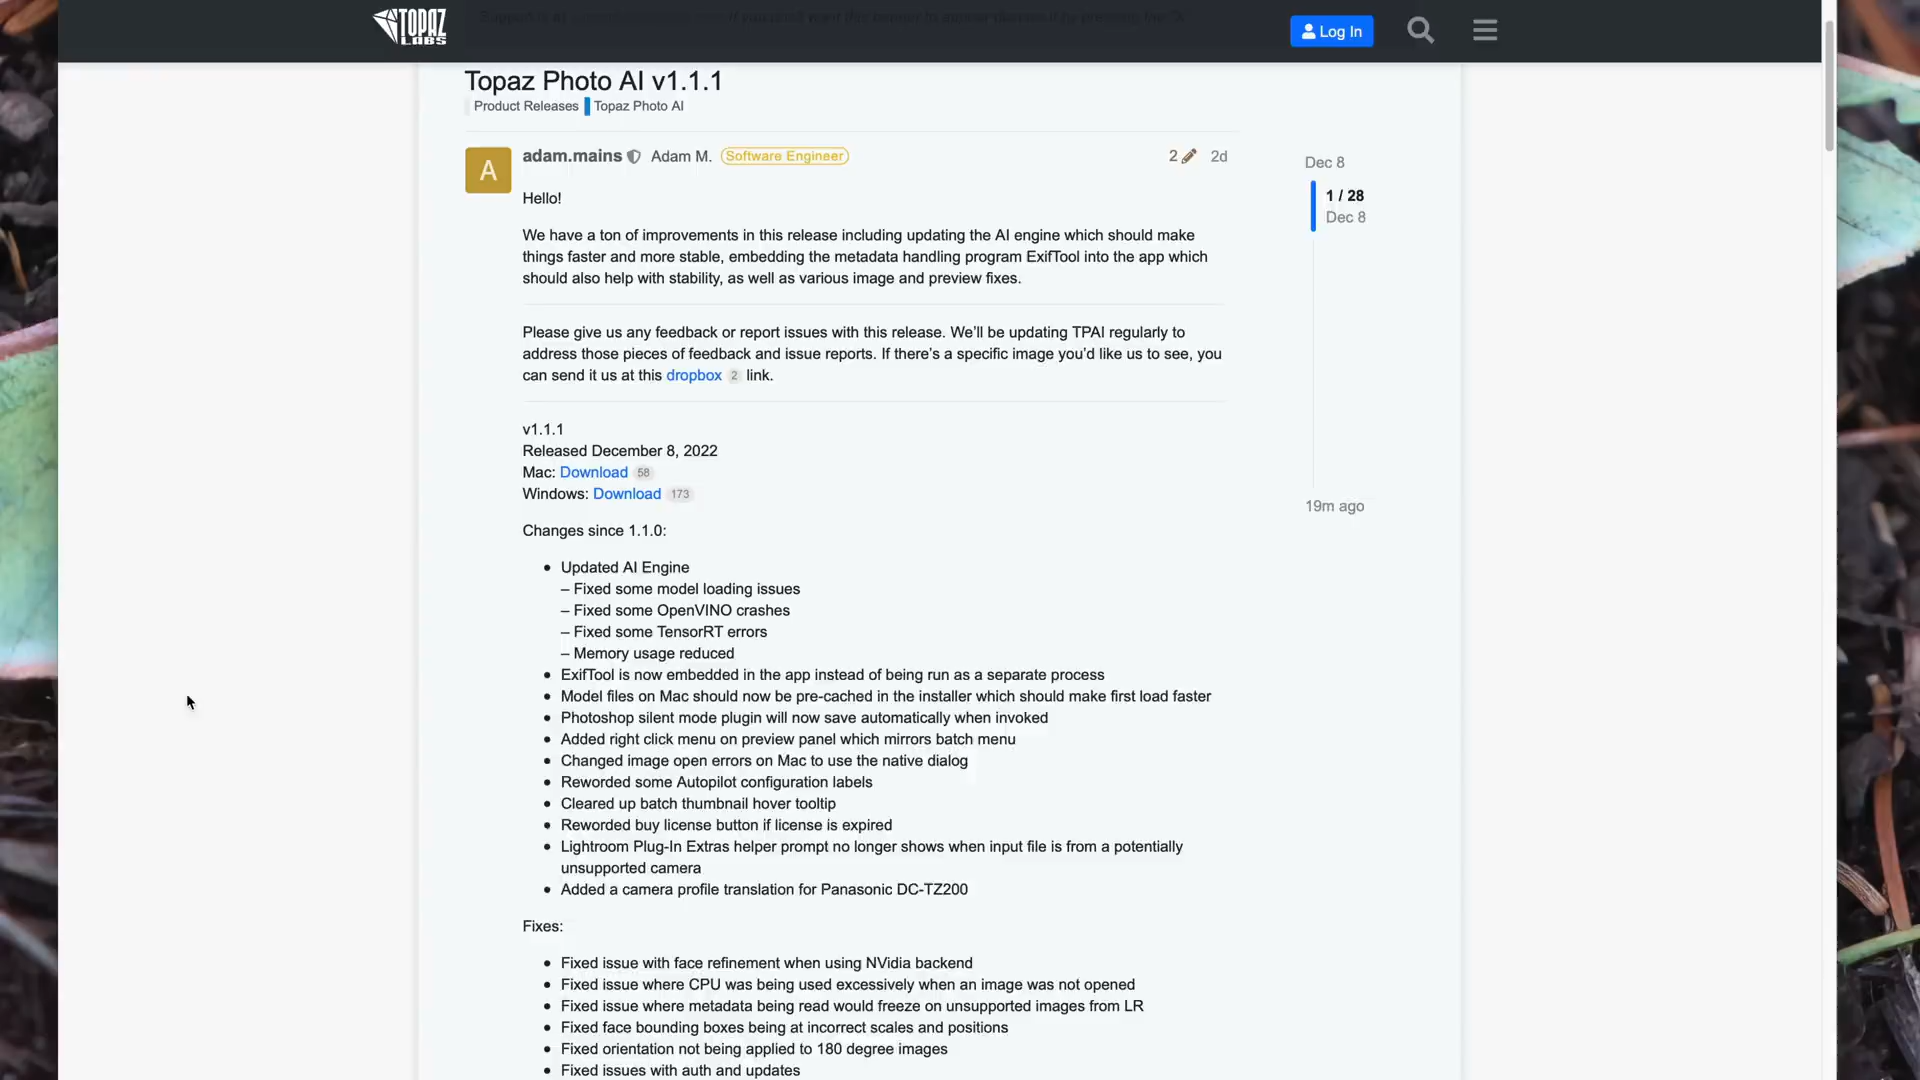 TOPAZ
LABS
Log In
Topaz Photo AI v1.1.1
Product Releases Topaz Photo AI
A
adam.mains Adam M. Software Engineer 2 2d
Dec 8
1 / 28
Dec 8
Hello!
We have a ton of improvements in this release including updating the AI engine which should make
things faster and more stable, embedding the metadata handling program ExifTool into the app which
should also help with stability, as well as various image and preview fixes.
Please give us any feedback or report issues with this release. We’ll be updating TPAI regularly to
address those pieces of feedback and issue reports. If there’s a specific image you’d like us to see, you
can send it us at this dropbox 2 link.
v1.1.1
Released December 8, 2022
Mac: Download 58
Windows: Download 173
19m ago
Changes since 1.1.0:
• Updated AI Engine
– Fixed some model loading issues
– Fixed some OpenVINO crashes
– Fixed some TensorRT errors
– Memory usage reduced
• ExifTool is now embedded in the app instead of being run as a separate process
• Model files on Mac should now be pre-cached in the installer which should make first load faster
• Photoshop silent mode plugin will now save automatically when invoked
• Added right click menu on preview panel which mirrors batch menu
• Changed image open errors on Mac to use the native dialog
• Reworded some Autopilot configuration labels
• Cleared up batch thumbnail hover tooltip
• Reworded buy license button if license is expired
• Lightroom Plug-In Extras helper prompt no longer shows when input file is from a potentially
unsupported camera
• Added a camera profile translation for Panasonic DC-TZ200
Fixes:
• Fixed issue with face refinement when using NVidia backend
• Fixed issue where CPU was being used excessively when an image was not opened
• Fixed issue where metadata being read would freeze on unsupported images from LR
• Fixed face bounding boxes being at incorrect scales and positions
• Fixed orientation not being applied to 180 degree images
• Fixed issues with auth and updates